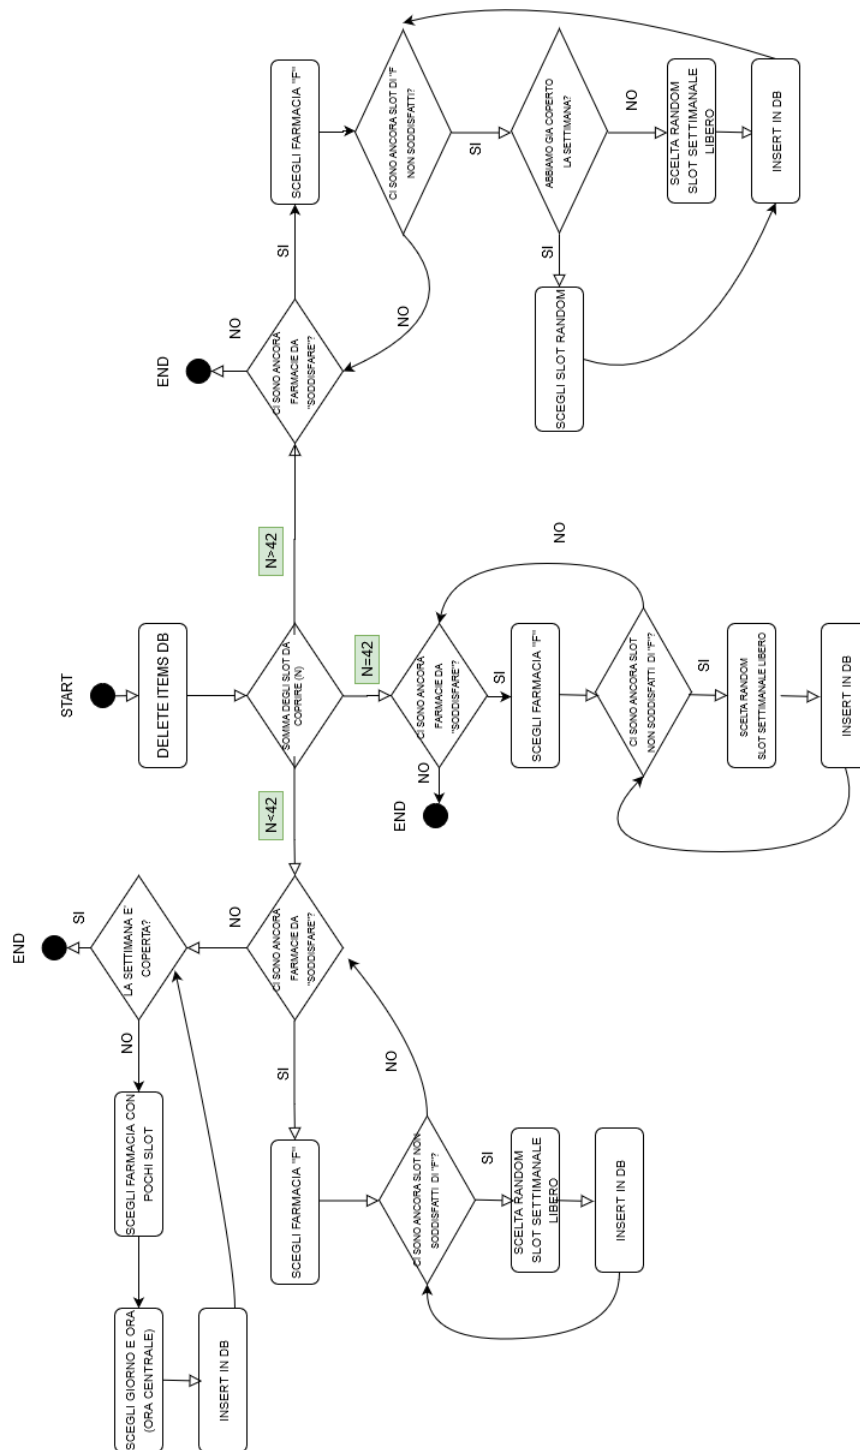 START
DELETE ITEMS DB
SOMMA DEGLI SLOT DA
COPRIRE (N)
N<42
N=42
N>42
CI SONO ANCORA
FARMACIE DA
"SODDISFARE"?
NO
LA SETTIMANA E'
COPERTA?
SI
END
NO
SCEGLI FARMACIA CON
POCHI SLOT
SCEGLI GIORNO E ORA
(ORA CENTRALE)
INSERT IN DB
SI
SCEGLI FARMACIA "F"
CI SONO ANCORA SLOT NON
SODDISFATTI DI "F"?
NO
SI
SCELTA RANDOM
SLOT SETTIMANALE
LIBERO
INSERT IN DB
CI SONO ANCORA
FARMACIE DA
"SODDISFARE"?
NO
END
SI
SCEGLI FARMACIA "F"
CI SONO ANCORA SLOT
NON SODDISFATTI DI "F"?
NO
SI
SCELTA RANDOM
SLOT SETTIMANALE LIBERO
INSERT IN DB
CI SONO ANCORA
FARMACIE DA
"SODDISFARE"?
NO
END
SI
SCEGLI FARMACIA "F"
CI SONO ANCORA SLOT DI "F
NON SODDISFATTI?
NO
SI
ABBIAMO GIA COPERTO
LA SETTIMANA?
SI
SCEGLI SLOT RANDOM
NO
SCELTA RANDOM
SLOT SETTIMANALE
LIBERO
INSERT IN DB